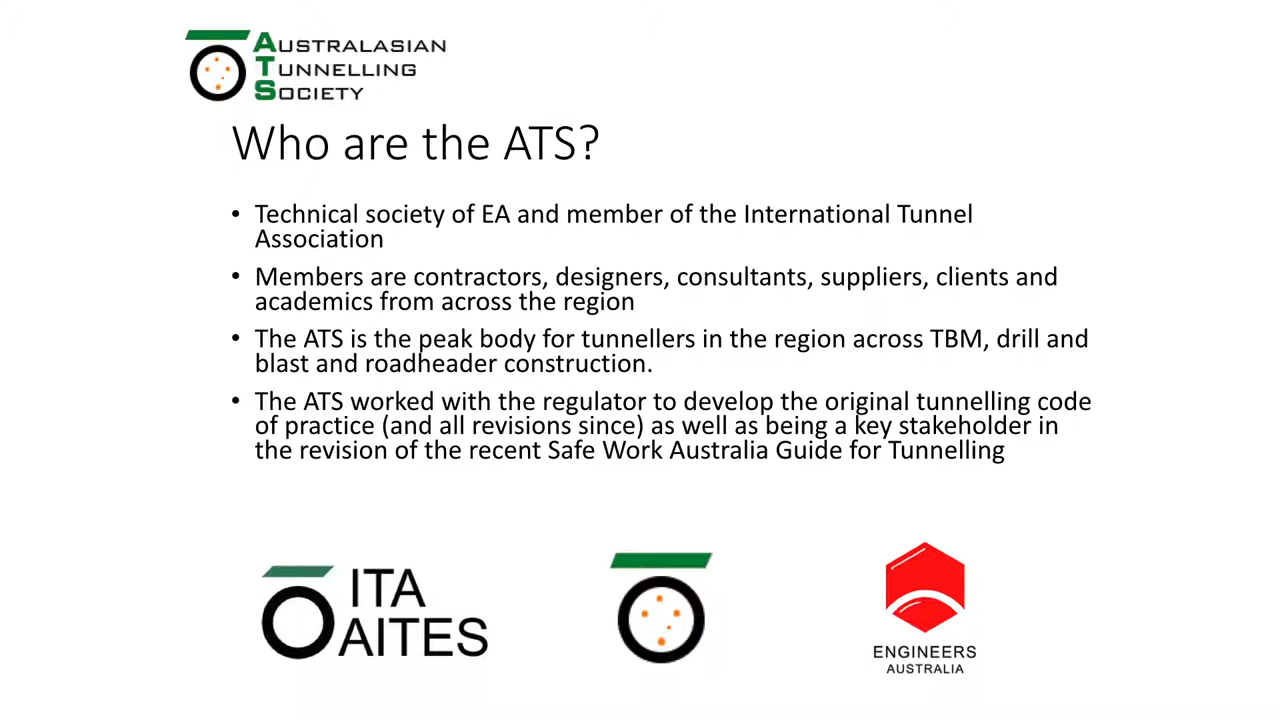 AUSTRALASIAN
TUNNELLING
SOCIETY
Who are the ATS?
• Technical society of EA and member of the International Tunnel
Association
• Members are contractors, designers, consultants, suppliers, clients and
academics from across the region
• The ATS is the peak body for tunnellers in the region across TBM, drill and
blast and roadheader construction.
• The ATS worked with the regulator to develop the original tunnelling code
of practice (and all revisions since) as well as being a key stakeholder in
the revision of the recent Safe Work Australia Guide for Tunnelling
ITA
AITES
ENGINEERS
AUSTRALIA